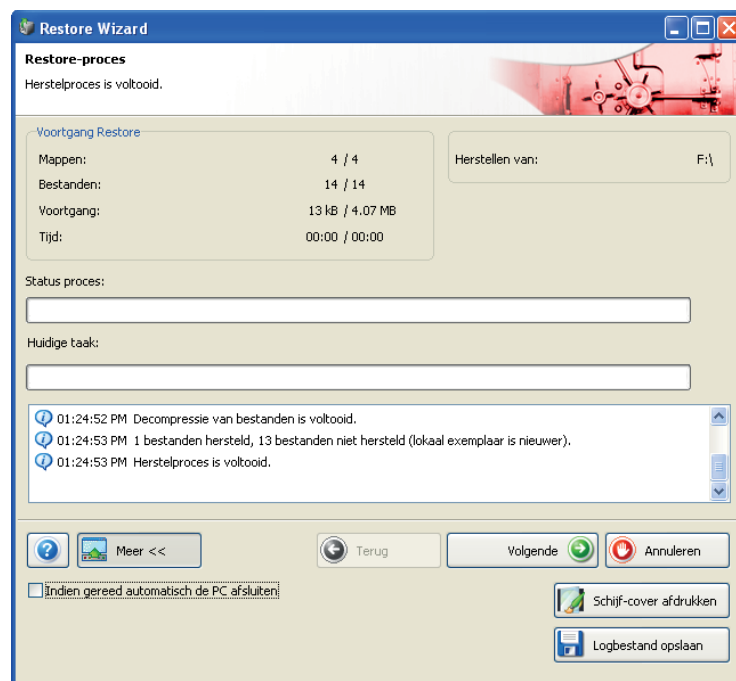 Restore Wizard
Restore-proces
Herstelproces is voltooid.
Voortgang Restore
Mappen: 4 / 4
Bestanden: 14 / 14
Voortgang: 13 kB / 4.07 MB
Tijd: 00:00 / 00:00
Herstellen van: F:\
Status proces:
Huidige taak:
01:24:52 PM Decompressie van bestanden is voltooid.
01:24:53 PM 1 bestanden hersteld, 13 bestanden niet hersteld (lokaal exemplaar is nieuwer).
01:24:53 PM Herstelproces is voltooid.
Meer <<
Terug
Volgende
Annuleren
Indien gereed automatisch de PC afsluiten
Schijf-cover afdrukken
Logbestand opslaan